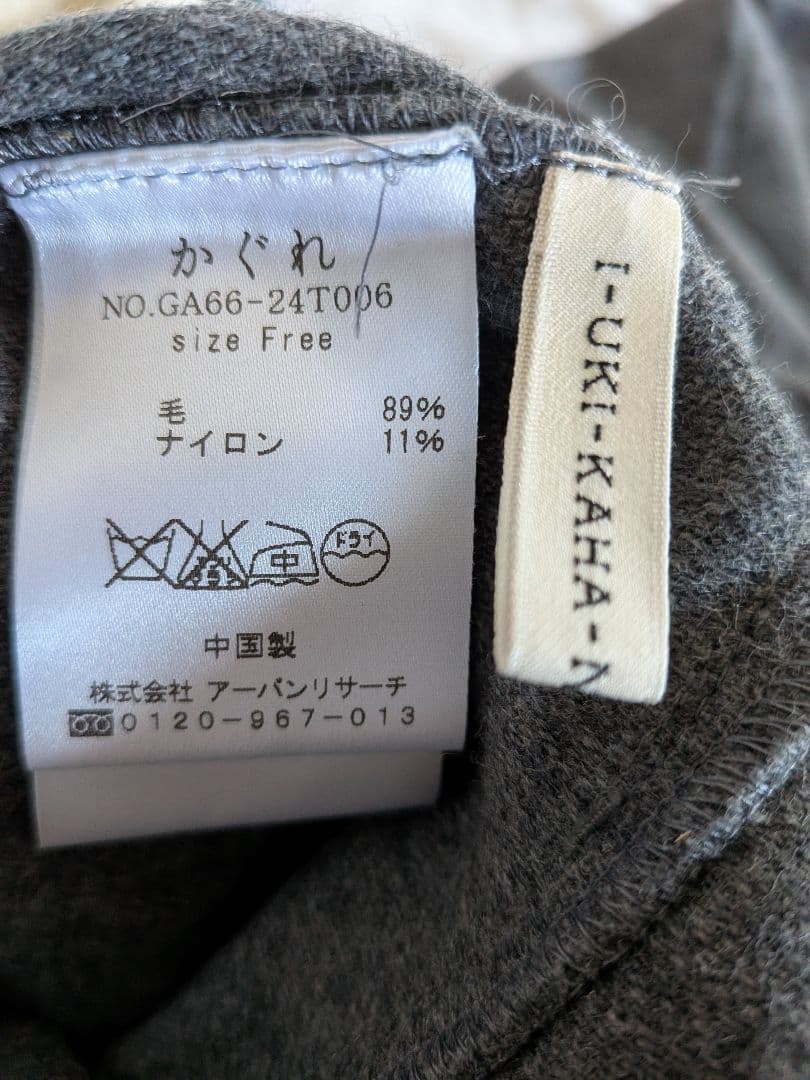 かぐれ
NO.GA66-24T006
size Free
毛 89%
ナイロン 11%
中 ドライ
中国製
株式会社 アーバンリサーチ
0120-967-013
I-UKI-KAHA-N